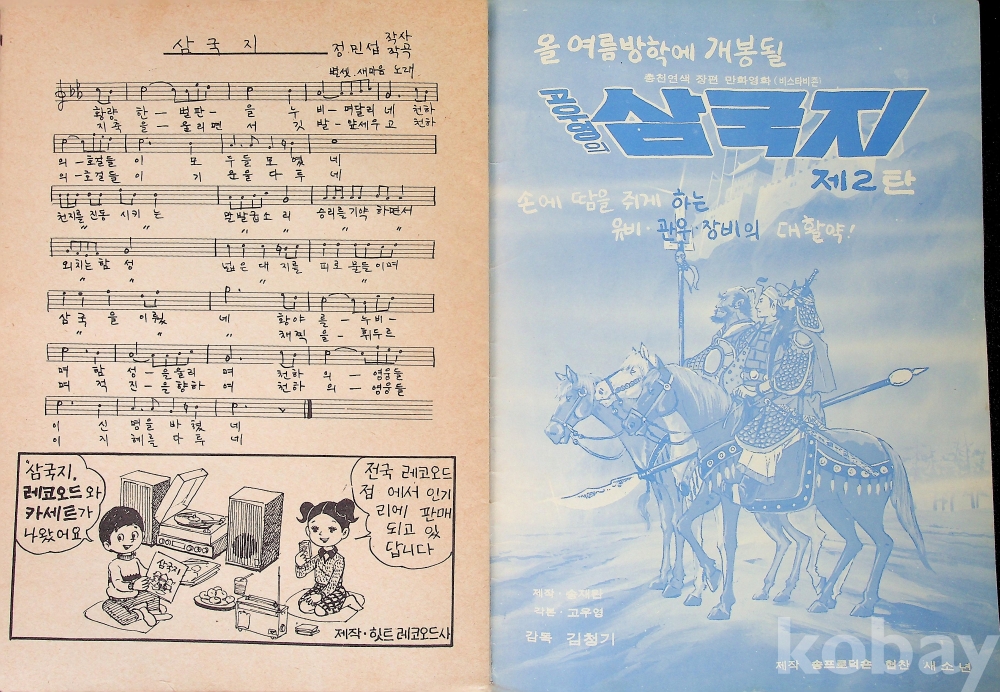 삼국지
정민섭 작사
작곡
벅셋. 새마음 노래
황량 한 - 벌판 - 을 누 비 - 며달리 네 천하
지축 을 - 울리면 서 깃 발 - 앞세우 고 천하
의 - 호걸들 이 모 두들 모 였 네
의 - 호걸들 이 기 운을 다 투 네
천지를 진동 시키 는 말발굽소 리 승리를 기약 하면서
〃 〃 〃 〃
외치는 함 성 넓은 대 지를 피로 물들 이며
〃 〃 〃
삼 국 을 이뤘 네 황야 를 - 누비 -
〃 〃 〃 채찍 을 - 휘두르
며 함 성 - 을울리 며 천하 의 - 영웅들
며 적 진 - 을향하 여 천하 의 - 영웅들
이 신 명을 바 쳤 네
이 지 혜를 다 투 네
"삼국지"
레코오드와
카세트가
나왔어요
전국 레코오드
점 에서 인기
리에 판매
되고 있
답니다
삼국지
제작·힛트레코오드사
올 여름방학에 개봉될
총천연색 장편 만화영화 (비스타비죤)
고우영의
삼국지
제2탄
손에 땀을 쥐게 하는
유비·관우·장비의 대활약!
제작·송재원
각본·고우영
감독 김청기
제작 송프로덕숀 협찬 새소년
kobay